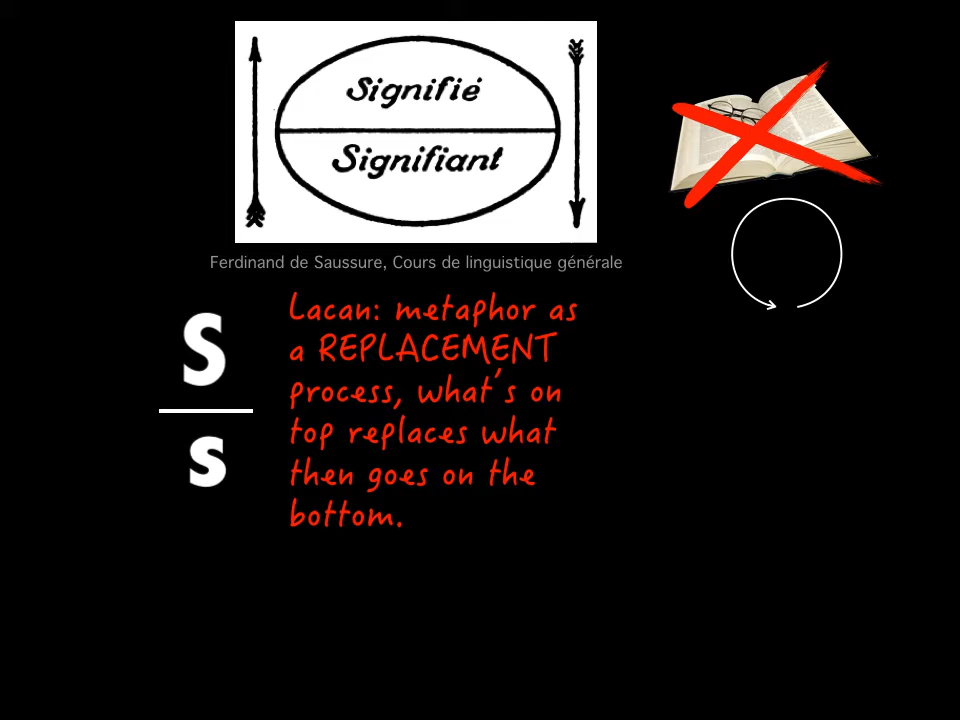 Signifié
Signifiant
Ferdinand de Saussure, Cours de linguistique générale
S
s
Lacan: metaphor as
a REPLACEMENT
process, what's on
top replaces what
then goes on the
bottom.